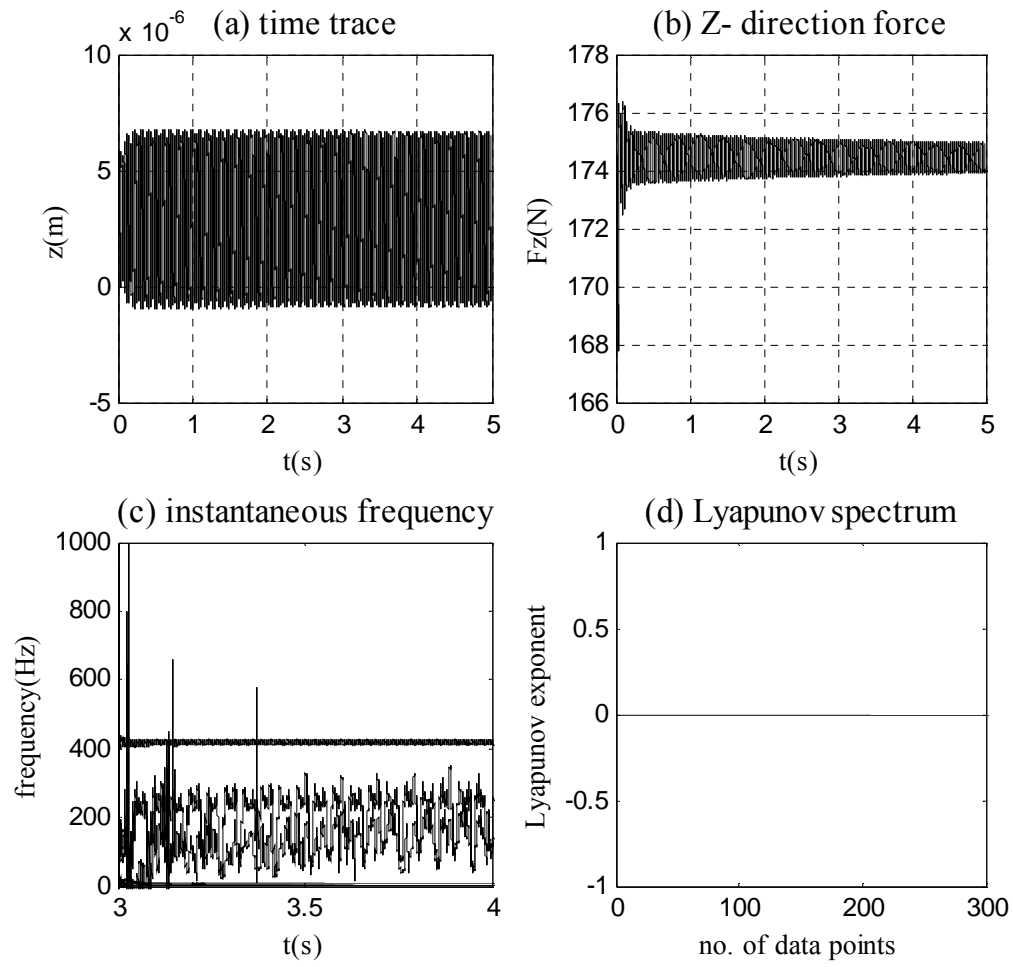 (a) time trace
x 10^-6
10
5
0
-5
z(m)
0 1 2 3 4 5
t(s)
(b) Z- direction force
178
176
174
172
170
168
166
Fz(N)
0 1 2 3 4 5
t(s)
(c) instantaneous frequency
1000
800
600
400
200
0
frequency(Hz)
3 3.5 4
t(s)
(d) Lyapunov spectrum
1
0.5
0
-0.5
-1
Lyapunov exponent
0 100 200 300
no. of data points